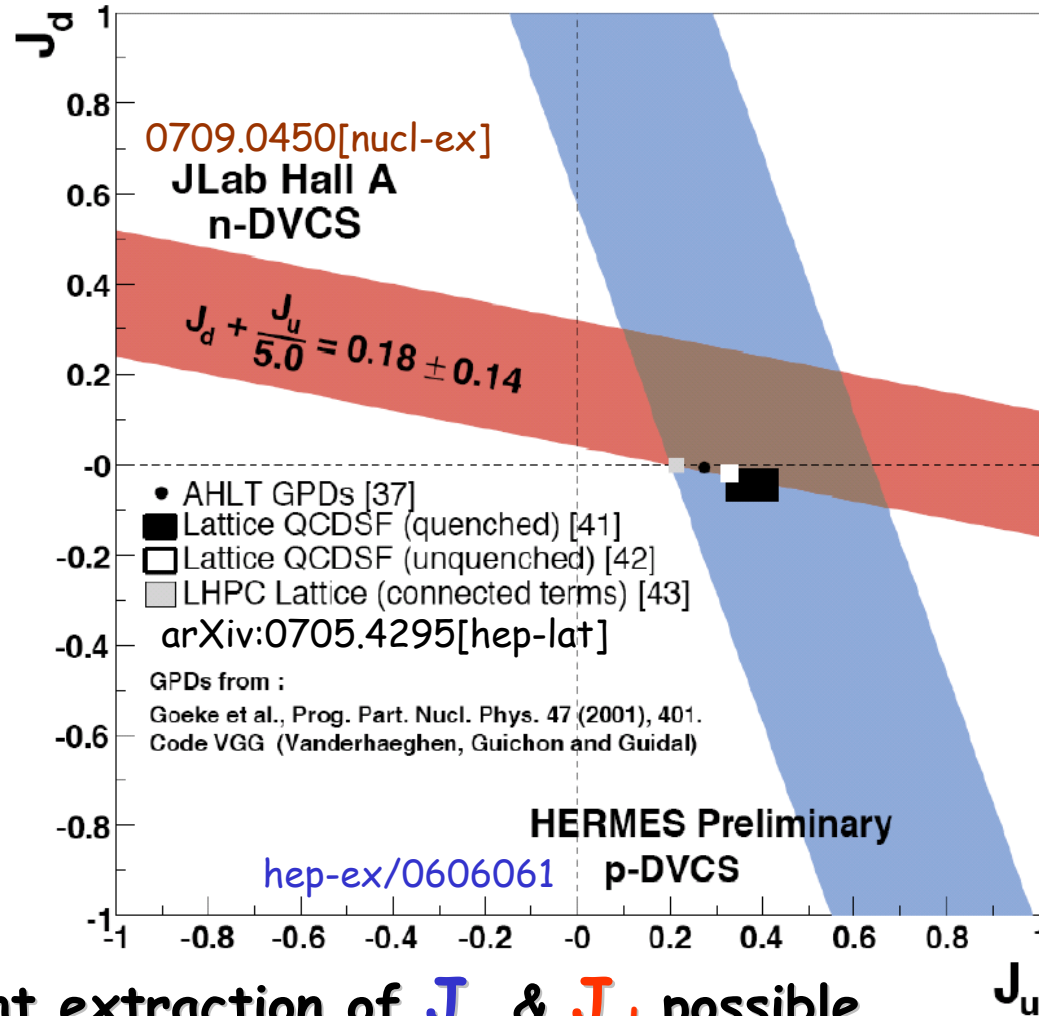 J_d
1
0.8
0709.0450[nucl-ex]
JLab Hall A
0.6
n-DVCS
0.4
J_d + J_u/5.0 = 0.18 ± 0.14
0.2
-0
AHLT GPDs [37]
Lattice QCDSF (quenched) [41]
-0.2
Lattice QCDSF (unquenched) [42]
LHPC Lattice (connected terms) [43]
arXiv:0705.4295[hep-lat]
-0.4
GPDs from :
Goeke et al., Prog. Part. Nucl. Phys. 47 (2001), 401.
-0.6
Code VGG (Vanderhaeghen, Guichon and Guidal)
-0.8
HERMES Preliminary
hep-ex/0606061
p-DVCS
-1
-1 -0.8 -0.6 -0.4 -0.2 -0 0.2 0.4 0.6 0.8
J_u
extraction of J & J possible